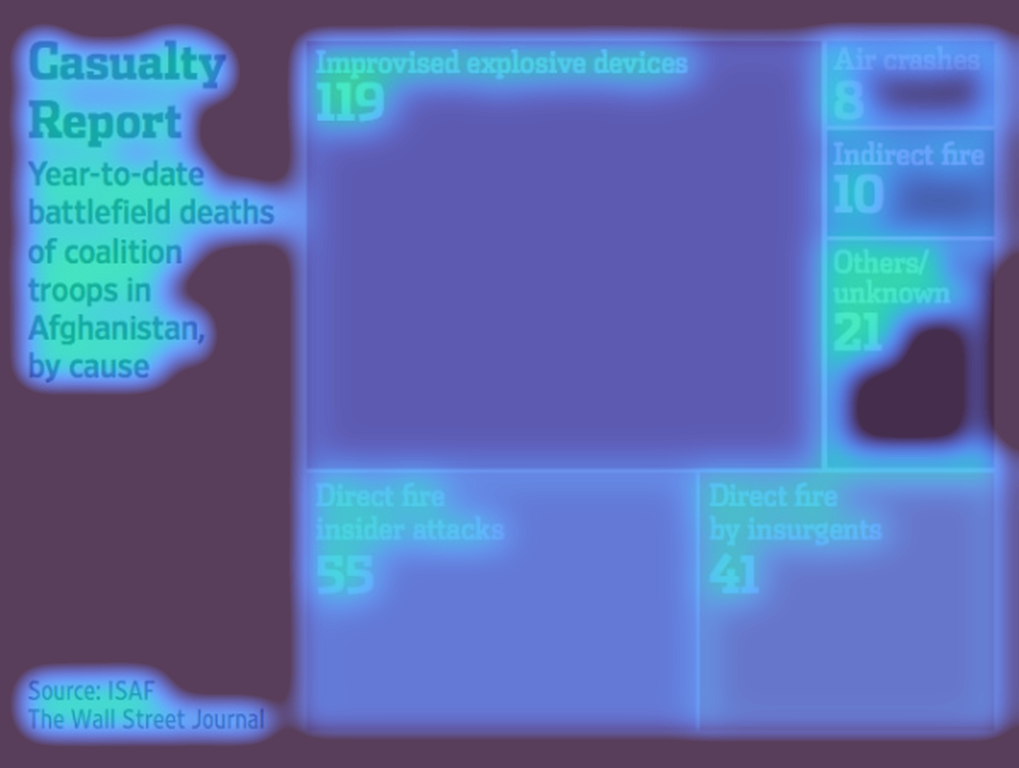 Casualty
Report
Year-to-date
battlefield deaths
of coalition
troops in
Afghanistan,
by cause
Improvised explosive devices
119
Air crashes
8
Indirect fire
10
Others/
unknown
21
Direct fire
insider attacks
55
Direct fire
by insurgents
41
Source: ISAF
The Wall Street Journal